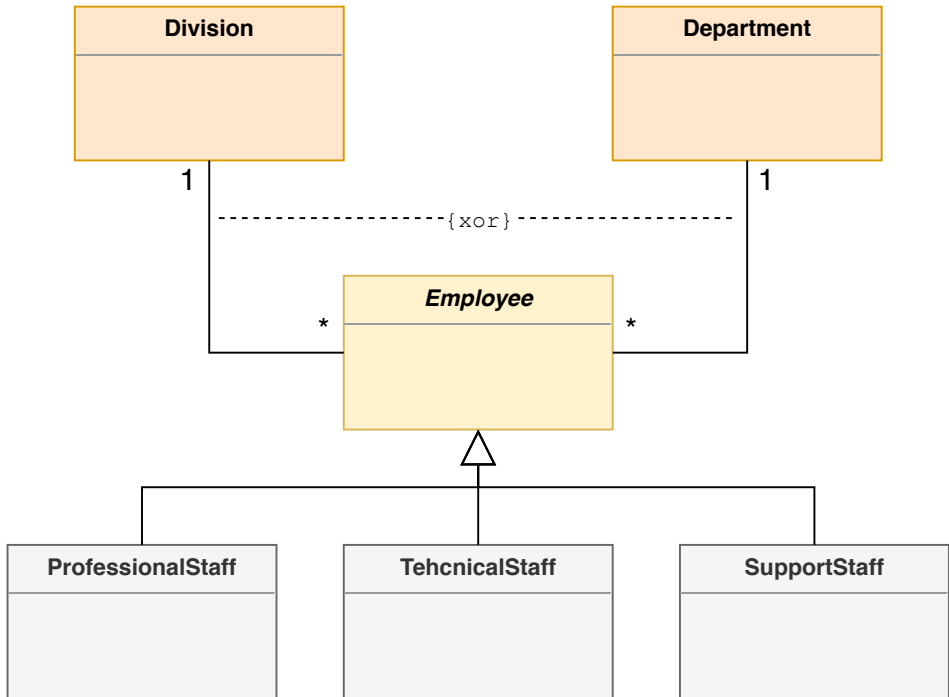 Division
Department
1
1
{xor}
Employee
*
*
ProfessionalStaff
TehcnicalStaff
SupportStaff